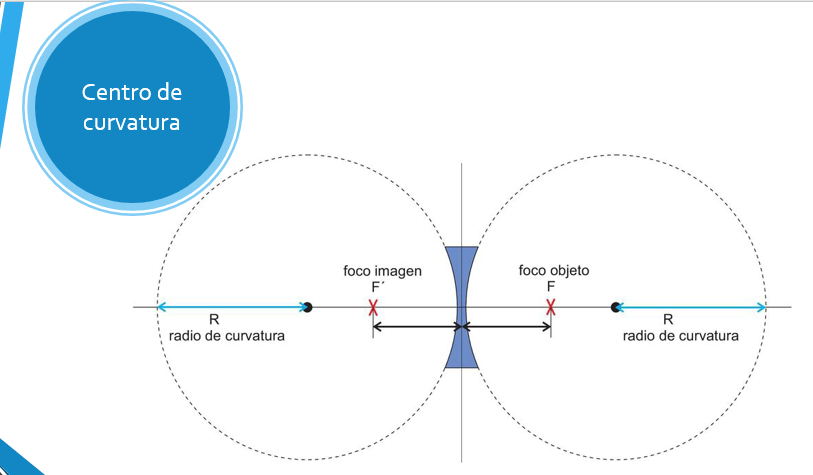 Centro de
curvatura
foco imagen
F´
foco objeto
F
R
radio de curvatura
R
radio de curvatura